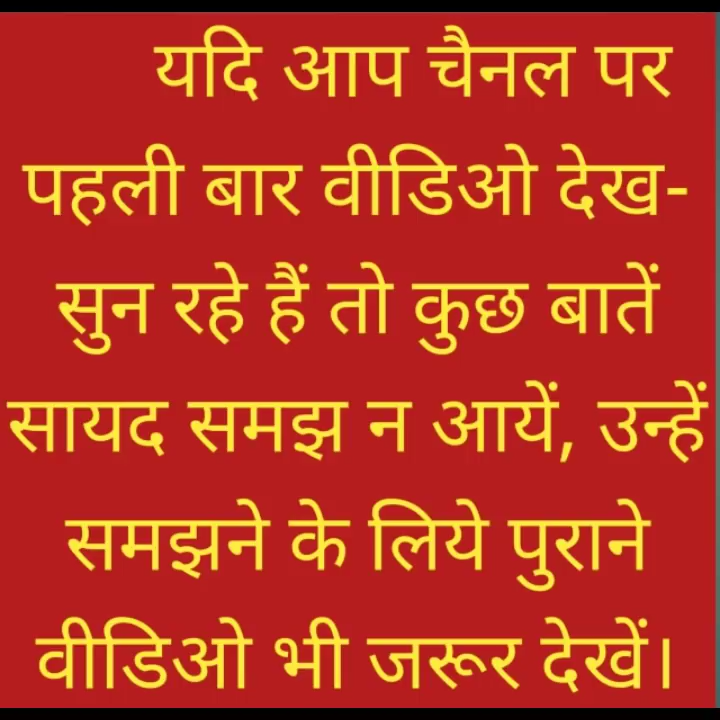 यदि आप चैनल पर
पहली बार वीडिओ देख-
सुन रहे हैं तो कुछ बातें
सायद समझ न आयें, उन्हें
समझने के लिये पुराने
वीडिओ भी जरूर देखें।